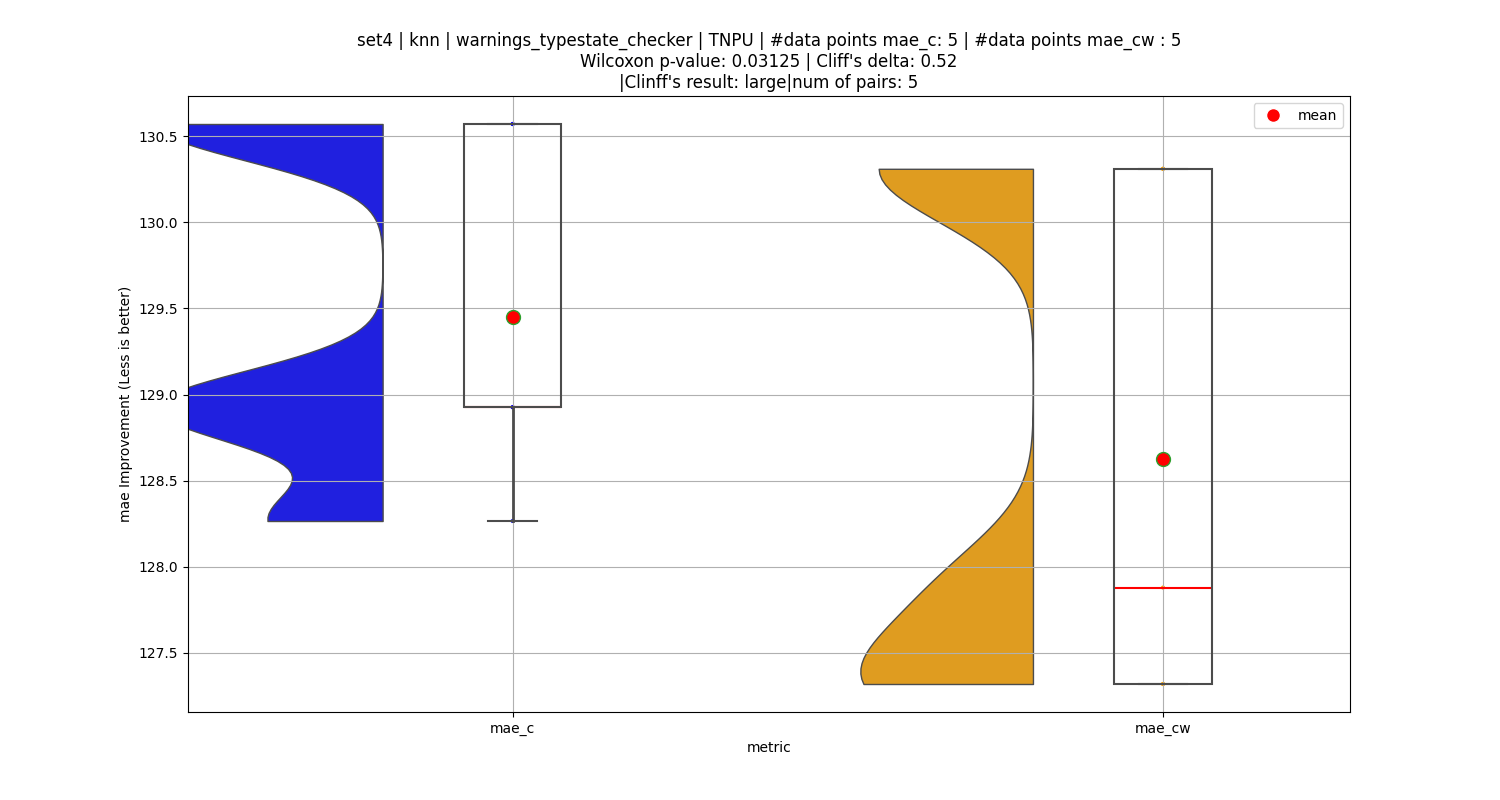 set4 | knn | warnings_typestate_checker | TNPU | #data points mae_c: 5 | #data points mae_cw : 5
Wilcoxon p-value: 0.03125 | Cliff's delta: 0.52
|Clinff's result: large|num of pairs: 5
mean
130.5
130.0
129.5
129.0
128.5
128.0
127.5
mae Improvement (Less is better)
mae_c
mae_cw
metric